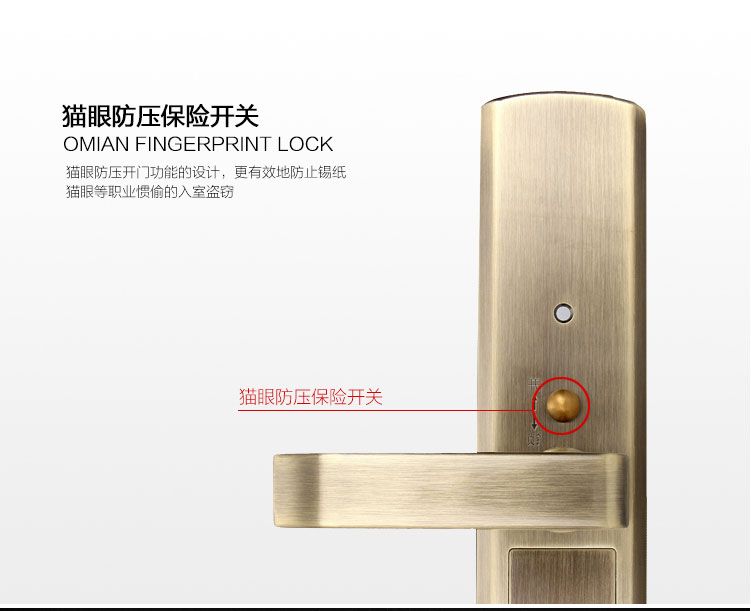 猫眼防压保险开关
OMIAN FINGERPRINT LOCK
猫眼防压开门功能的设计，更有效地防止锡纸
猫眼等职业惯偷的入室盗窃
猫眼防压保险开关